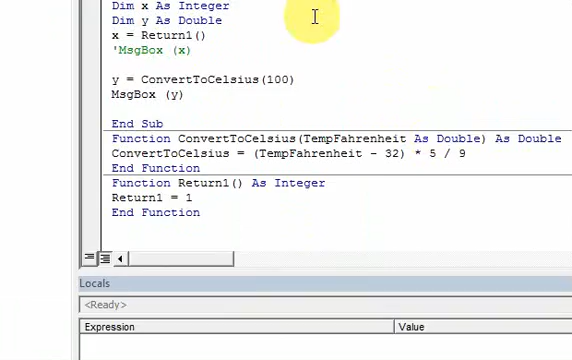 Dim x As Integer
Dim y As Double
x = Return1()
'MsgBox (x)
y = ConvertToCelsius(100)
MsgBox (y)
End Sub
Function ConvertToCelsius(TempFahrenheit As Double) As Double
ConvertToCelsius = (TempFahrenheit - 32) * 5 / 9
End Function
Function Return1() As Integer
Return1 = 1
End Function
Locals
<Ready>
Expression Value